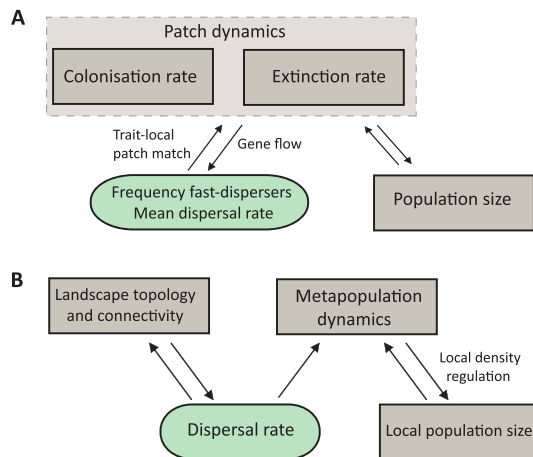 A
Patch dynamics
Colonisation rate
Extinction rate
Trait-local
patch match
Gene flow
Frequency fast-dispersers
Mean dispersal rate
Population size
B
Landscape topology
and connectivity
Metapopulation
dynamics
Local density
regulation
Dispersal rate
Local population size